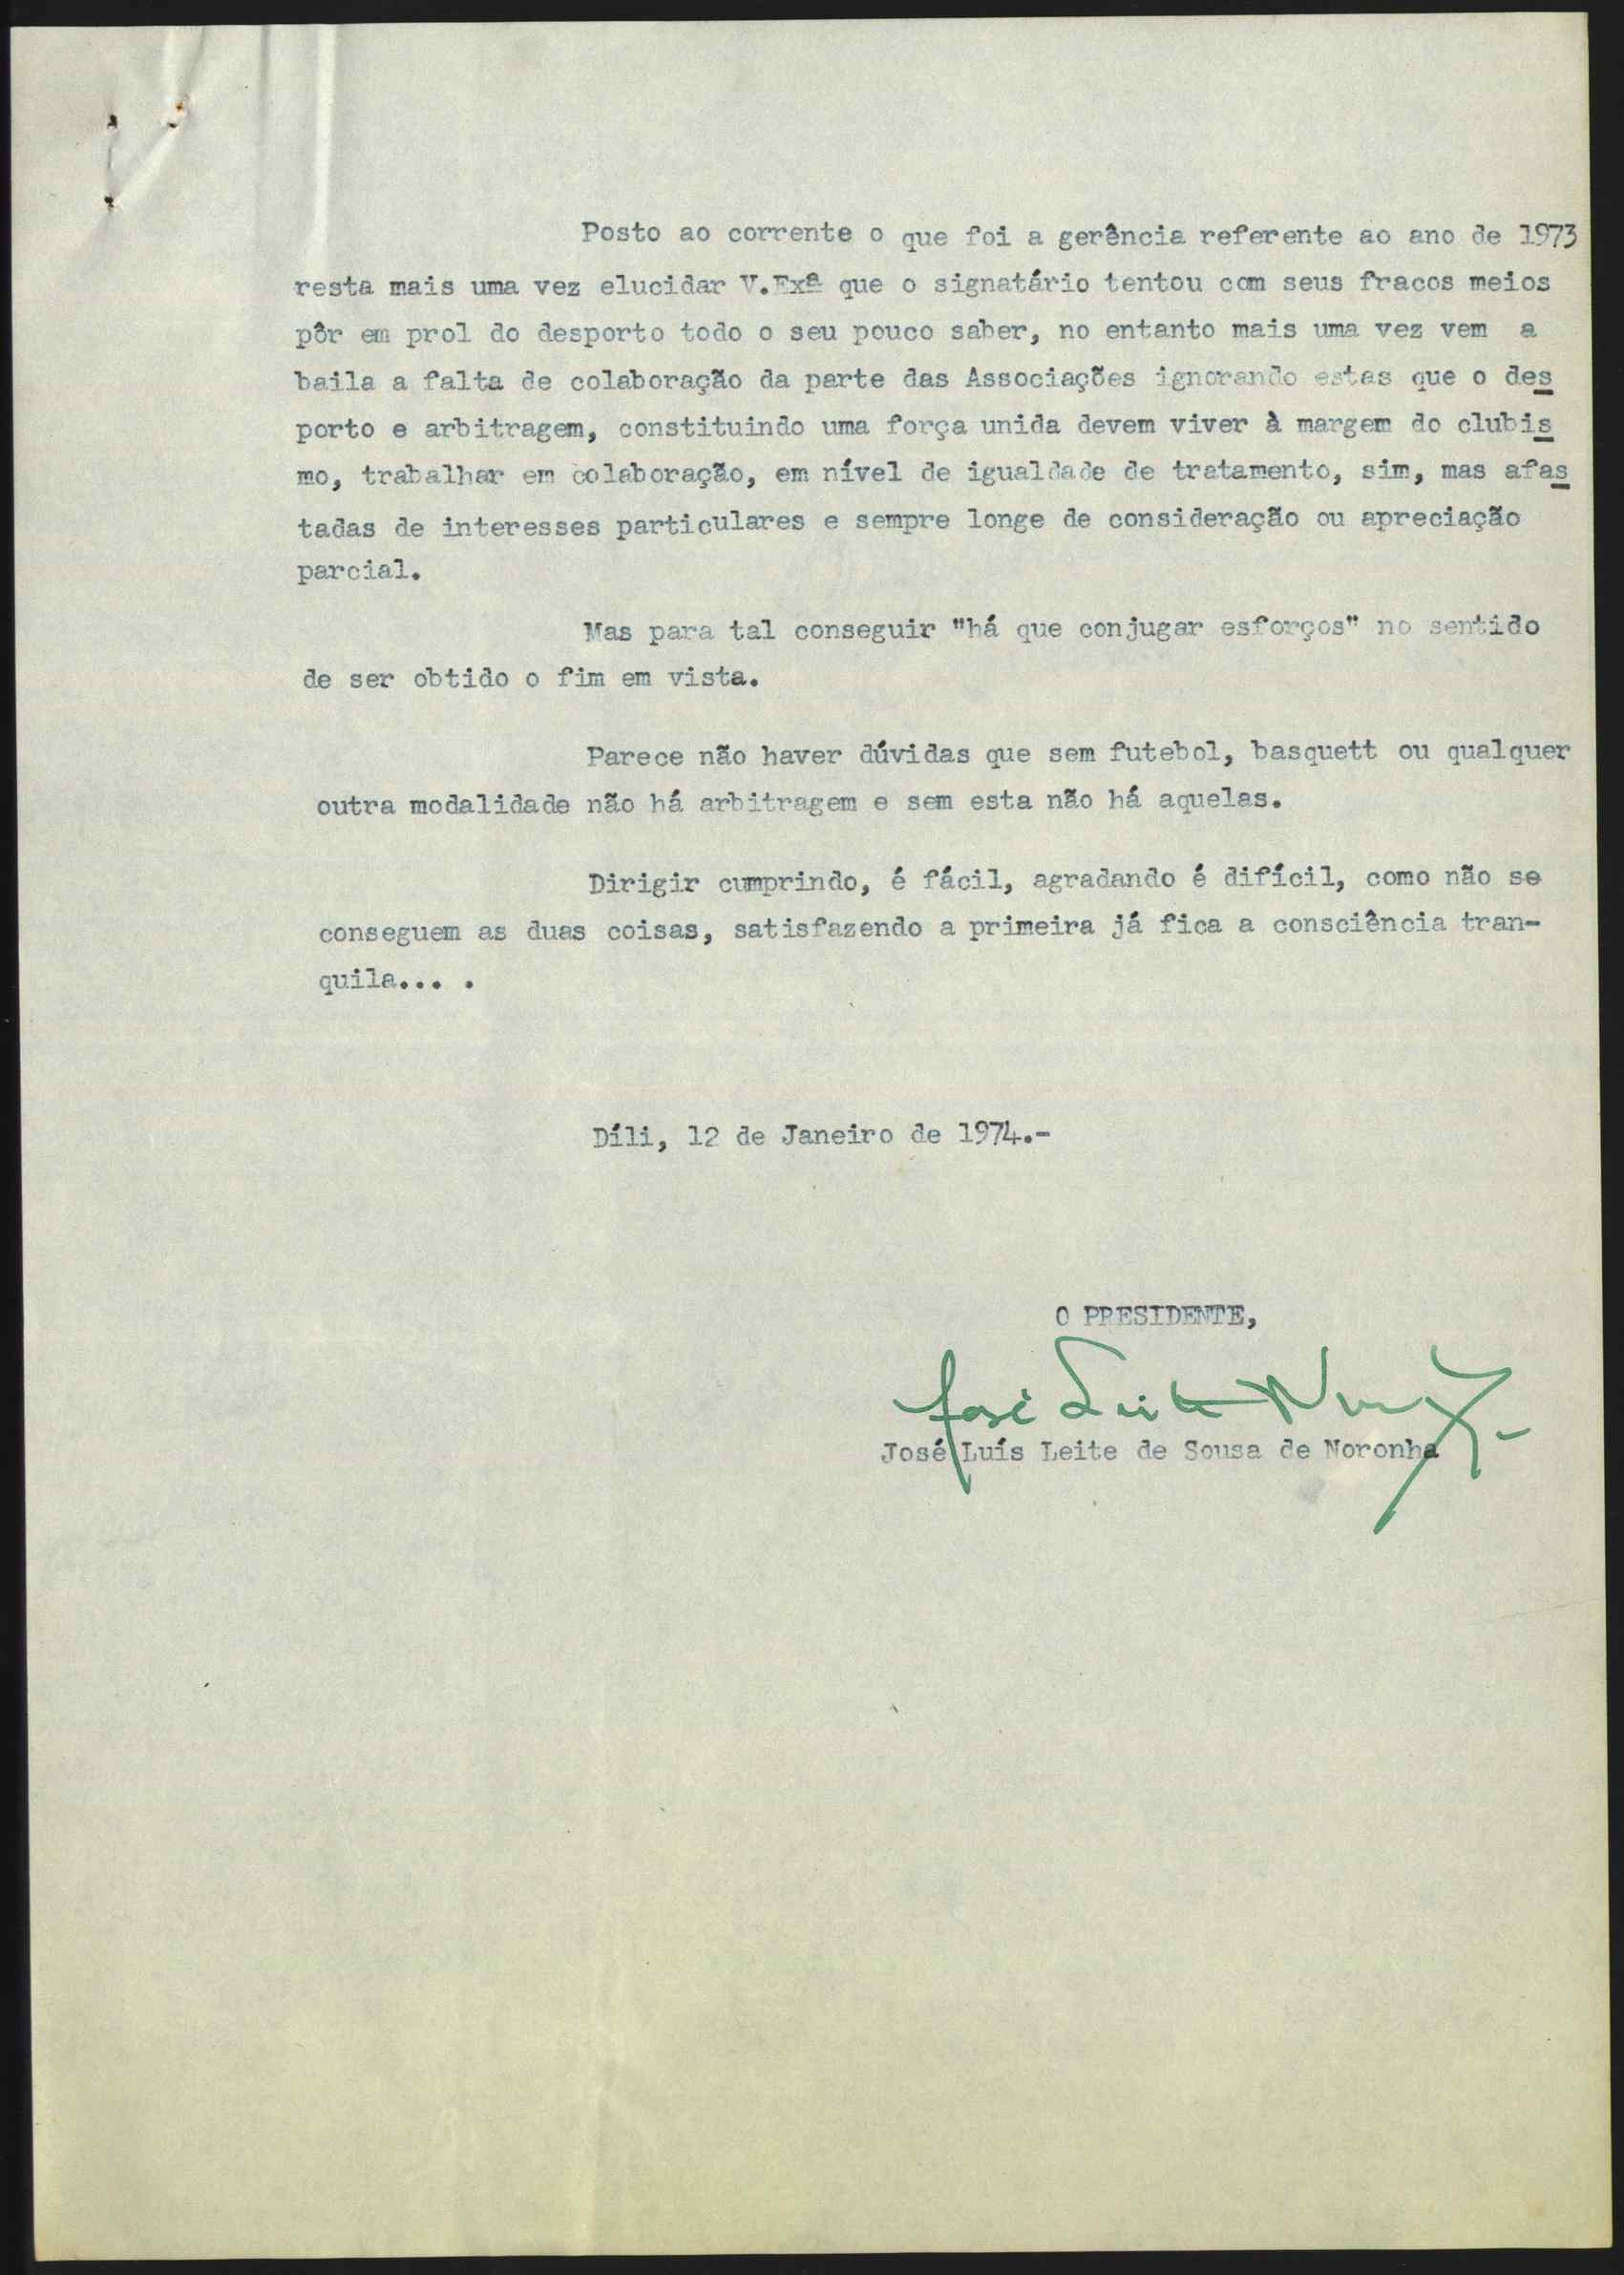 Posto ao corrente o que foi a gerência referente ao ano de 1973
resta mais uma vez elucidar V.Exª que o signatário tentou com seus fracos meios
pôr em prol do desporto todo o seu pouco saber, no entanto mais uma vez vem a
baila a falta de colaboração da parte das Associações ignorando estas que o des
porto e arbitragem, constituindo uma força unida devem viver à margem do clubis
mo, trabalhar em colaboração, em nível de igualdade de tratamento, sim, mas afas
tadas de interesses particulares e sempre longe de consideração ou apreciação
parcial.
Mas para tal conseguir "há que conjugar esforços" no sentido
de ser obtido o fim em vista.
Parece não haver dúvidas que sem futebol, basquett ou qualquer
outra modalidade não há arbitragem e sem esta não há aquelas.
Dirigir cumprindo, é fácil, agradando é difícil, como não se
conseguem as duas coisas, satisfazendo a primeira já fica a consciência tran-
quila... .
Díli, 12 de Janeiro de 1974.-
O PRESIDENTE,
José Leite Noronha
José Luís Leite de Sousa de Noronha